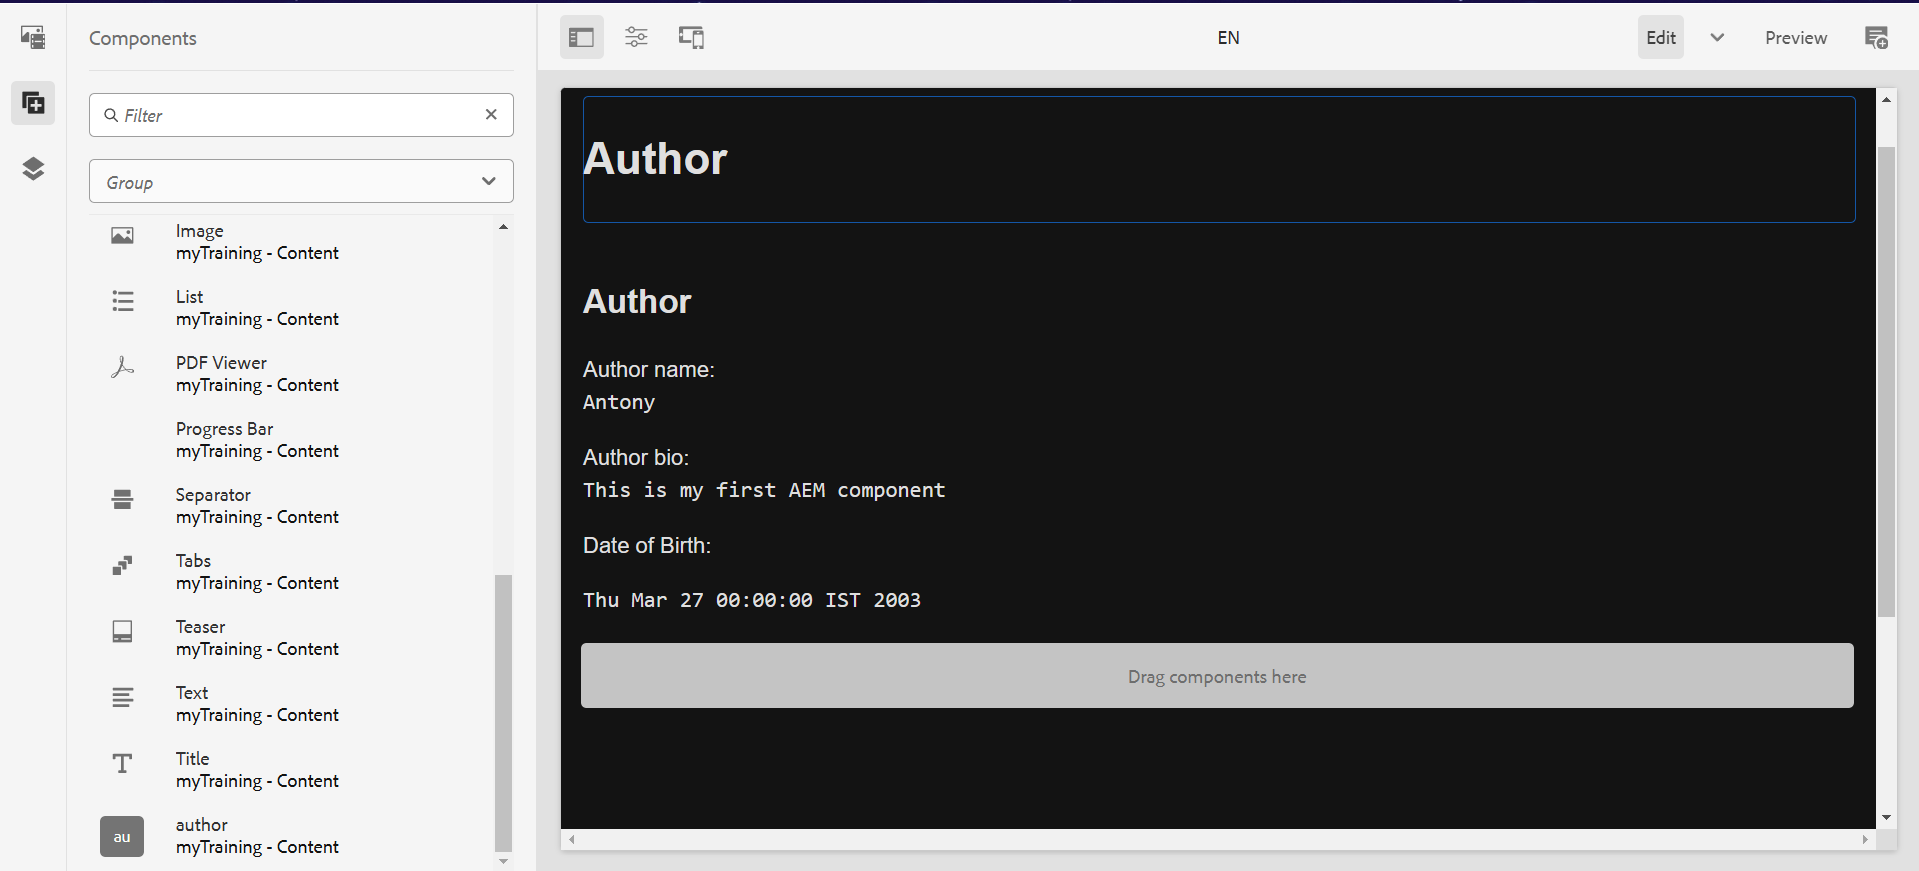 Components
Filter
Group
Image
myTraining - Content
List
myTraining - Content
PDF Viewer
myTraining - Content
Progress Bar
myTraining - Content
Separator
myTraining - Content
Tabs
myTraining - Content
Teaser
myTraining - Content
Text
myTraining - Content
Title
myTraining - Content
au
author
myTraining - Content
EN
Edit
Preview
Author
Author
Author name:
Antony
Author bio:
This is my first AEM component
Date of Birth:
Thu Mar 27 00:00:00 IST 2003
Drag components here